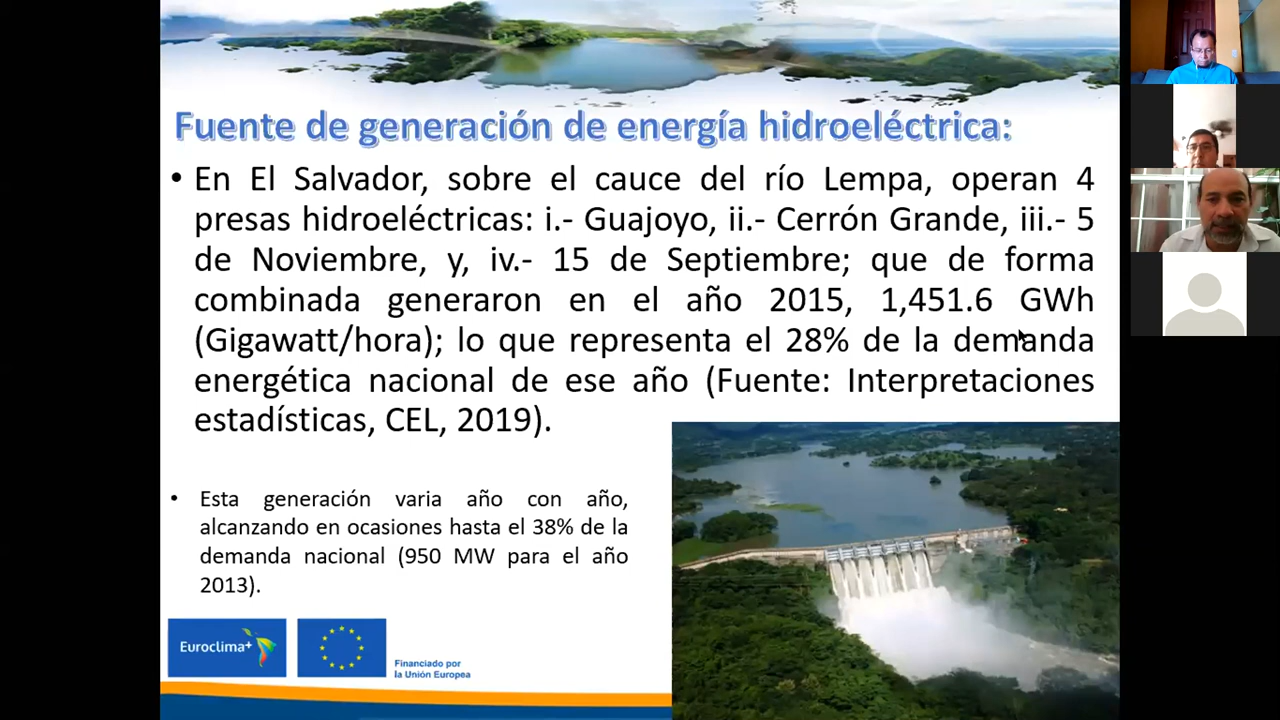 Fuente de generación de energía hidroeléctrica:
• En El Salvador, sobre el cauce del río Lempa, operan 4
presas hidroeléctricas: i.- Guajoyo, ii.- Cerrón Grande, iii.- 5
de Noviembre, y, iv.- 15 de Septiembre; que de forma
combinada generaron en el año 2015, 1,451.6 GWh
(Gigawatt/hora); lo que representa el 28% de la demanda
energética nacional de ese año (Fuente: Interpretaciones
estadísticas, CEL, 2019).
• Esta generación varia año con año,
alcanzando en ocasiones hasta el 38% de la
demanda nacional (950 MW para el año
2013).
Euroclima+
Financiado por
la Unión Europea